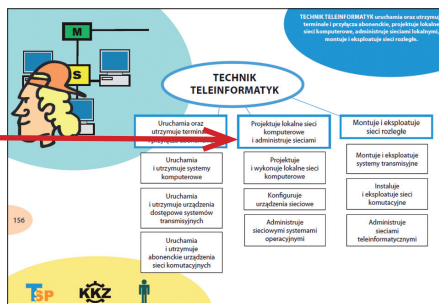 TECHNIK TELEINFORMATYK uruchamia oraz utrzymuje
terminale i przyłącza abonenckie, projektuje lokalne
sieci komputerowe, administruje sieciami lokalnymi,
montuje i eksploatuje sieci rozległe.
M
S
TECHNIK
TELEINFORMATYK
Uruchamia oraz
utrzymuje terminale
i przyłącza abonenckie
Projektuje lokalne sieci
komputerowe
i administruje sieciami
Montuje i eksploatuje
sieci rozległe
Uruchamia
i utrzymuje systemy
komputerowe
Projektuje
i wykonuje lokalne sieci
komputerowe
Montuje i eksploatuje
systemy transmisyjne
Uruchamia
i utrzymuje urządzenia
dostępowe systemów
transmisyjnych
Konfiguruje
urządzenia sieciowe
Instaluje
i eksploatuje sieci
komutacyjne
Uruchamia
i utrzymuje
abonenckie urządzenia
sieci komutacyjnych
Administruje
sieciowymi systemami
operacyjnymi
Administruje
sieciami
teleinformatycznymi
156
TSP
KKZ